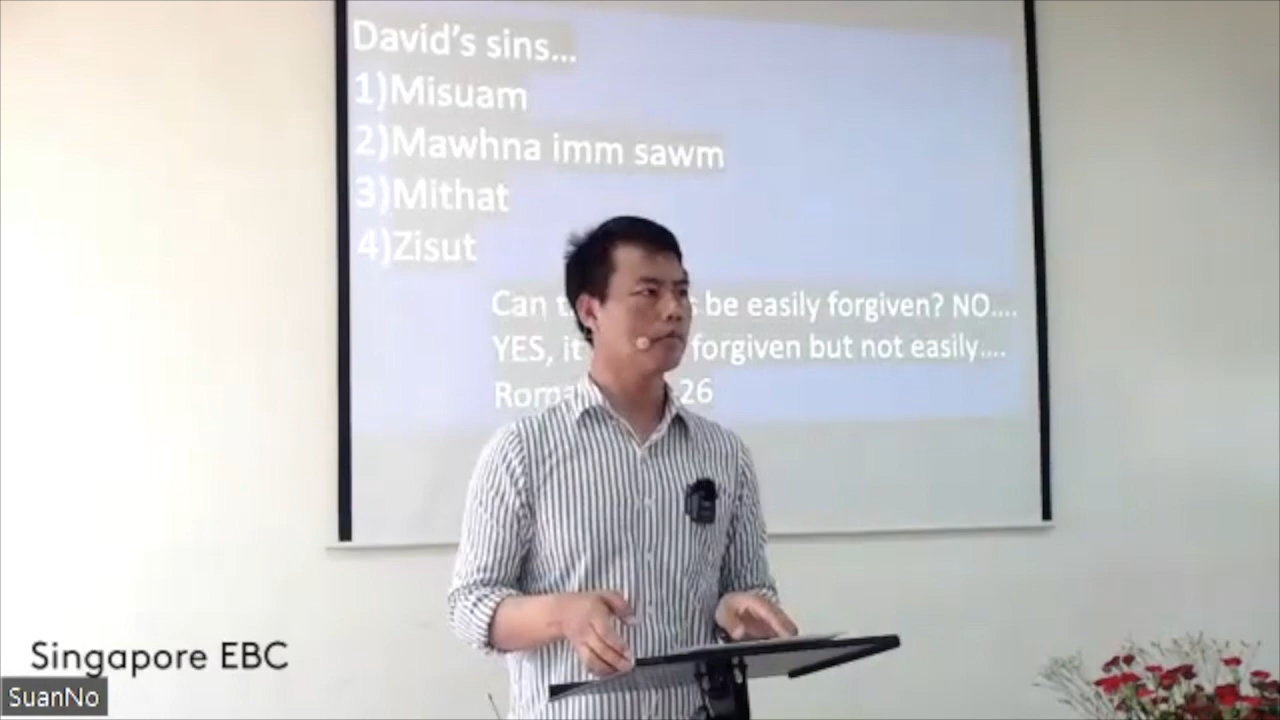 David's sins...
1)Misuam
2)Mawhna imm sawm
3)Mithat
4)Zisut
Can be easily forgiven? NO....
YES, it forgiven but not easily....
26
Singapore EBC
SuanNo